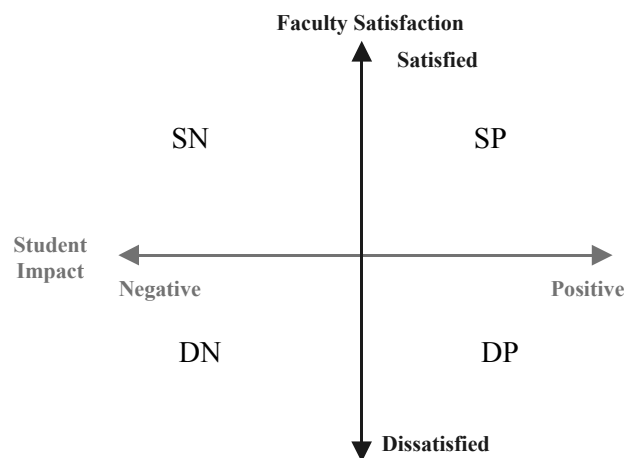 Faculty Satisfaction
Satisfied
SN
SP
Student
Impact
Negative
Positive
DN
DP
Dissatisfied